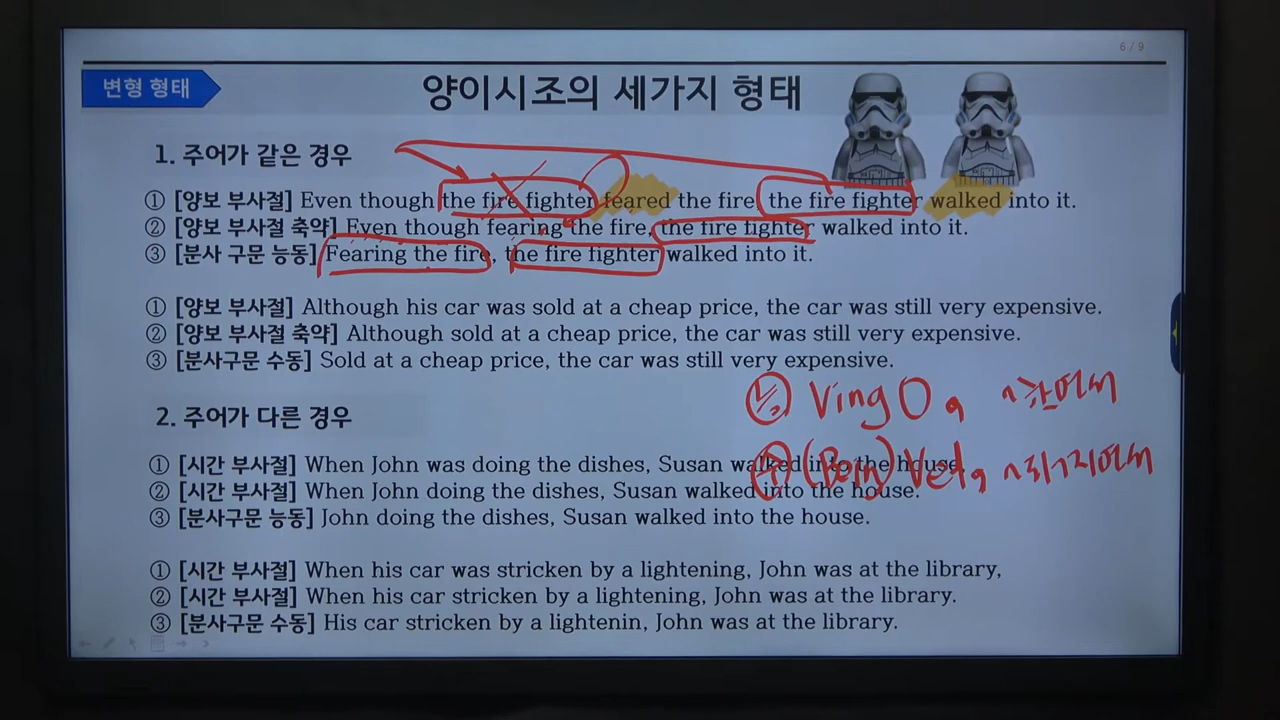 6 / 9
변형 형태
양이시조의 세가지 형태
1. 주어가 같은 경우
① [양보 부사절] Even though the fire fighter feared the fire, the fire fighter walked into it.
② [양보 부사절 축약] Even though fearing the fire, the fire fighter walked into it.
③ [분사 구문 능동] Fearing the fire, the fire fighter walked into it.
① [양보 부사절] Although his car was sold at a cheap price, the car was still very expensive.
② [양보 부사절 축약] Although sold at a cheap price, the car was still very expensive.
③ [분사구문 수동] Sold at a cheap price, the car was still very expensive.
능 Ving O,
2. 주어가 다른 경우
① [시간 부사절] When John was doing the dishes, Susan walked into the house.
수 (Being) Ved,
② [시간 부사절] When John doing the dishes, Susan walked into the house.
③ [분사구문 능동] John doing the dishes, Susan walked into the house.
① [시간 부사절] When his car was stricken by a lightening, John was at the library,
② [시간 부사절] When his car stricken by a lightening, John was at the library.
③ [분사구문 수동] His car stricken by a lightenin, John was at the library.